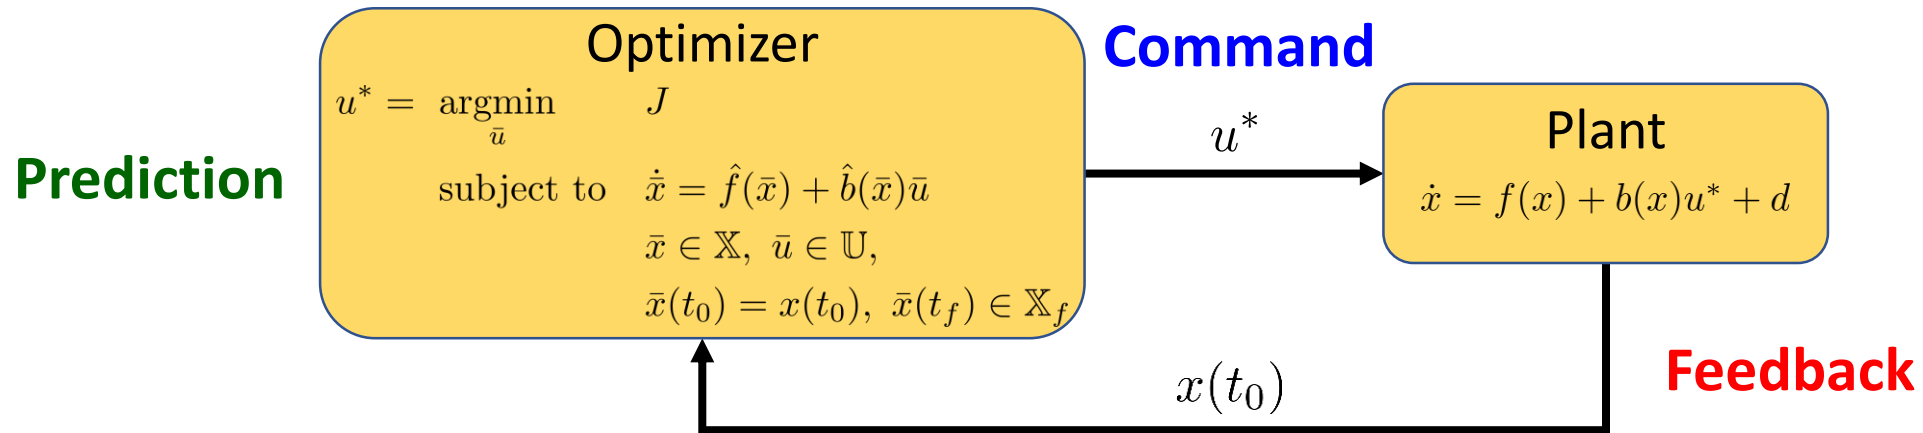 Prediction
Optimizer
u* = argmin J
ū
subject to ẋ̄ = f̂(x̄) + b̂(x̄)ū
x̄ ∈ 𝕏, ū ∈ 𝕌,
x̄(t₀) = x(t₀), x̄(t_f) ∈ 𝕏_f
Command
u*
Plant
ẋ = f(x) + b(x)u* + d
Feedback
x(t₀)